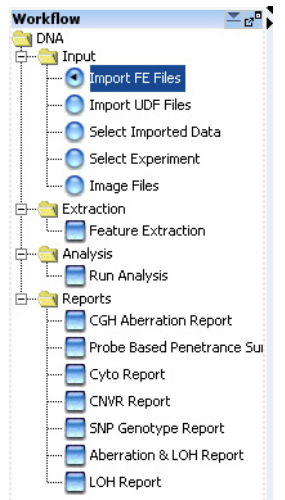 Workflow
DNA
Input
Import FE Files
Import UDF Files
Select Imported Data
Select Experiment
Image Files
Extraction
Feature Extraction
Analysis
Run Analysis
Reports
CGH Aberration Report
Probe Based Penetrance Su
Cyto Report
CNVR Report
SNP Genotype Report
Aberration & LOH Report
LOH Report